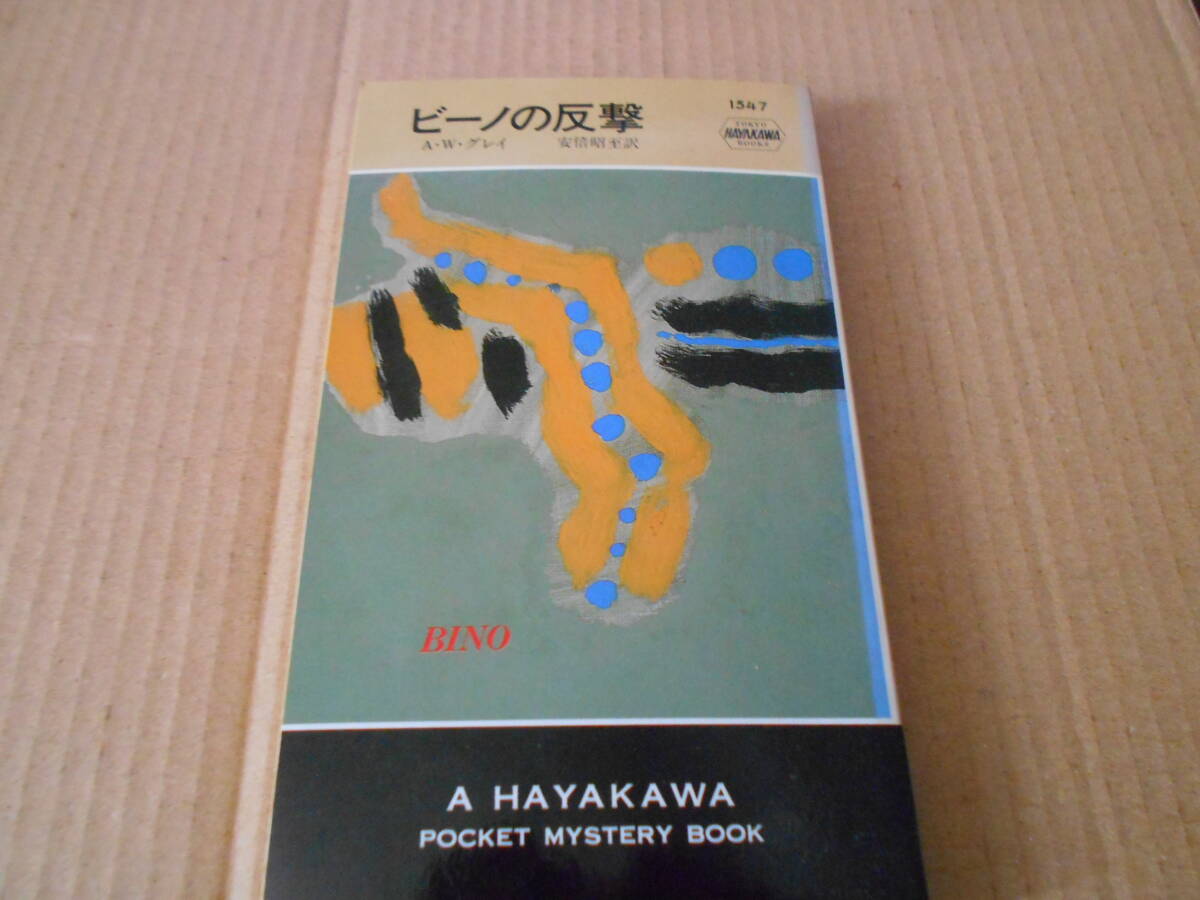 ビーノの反撃
A・W・グレイ 安倍昭至訳
1547
TOKYO
HAYAKAWA
BOOKS
BINO
A HAYAKAWA
POCKET MYSTERY BOOK